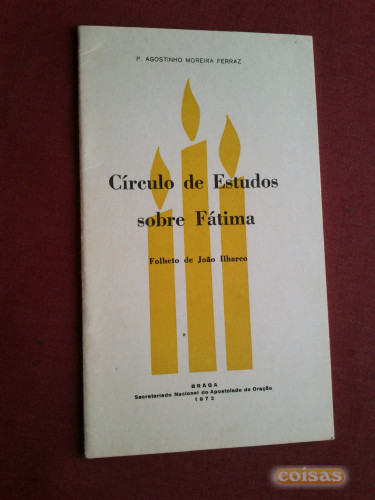 P. AGOSTINHO MOREIRA FERRAZ
Círculo de Estudos
sobre Fátima
Folheto de João Ilharco
BRAGA
Secretariado Nacional do Apostolado da Oração
1972
coisas